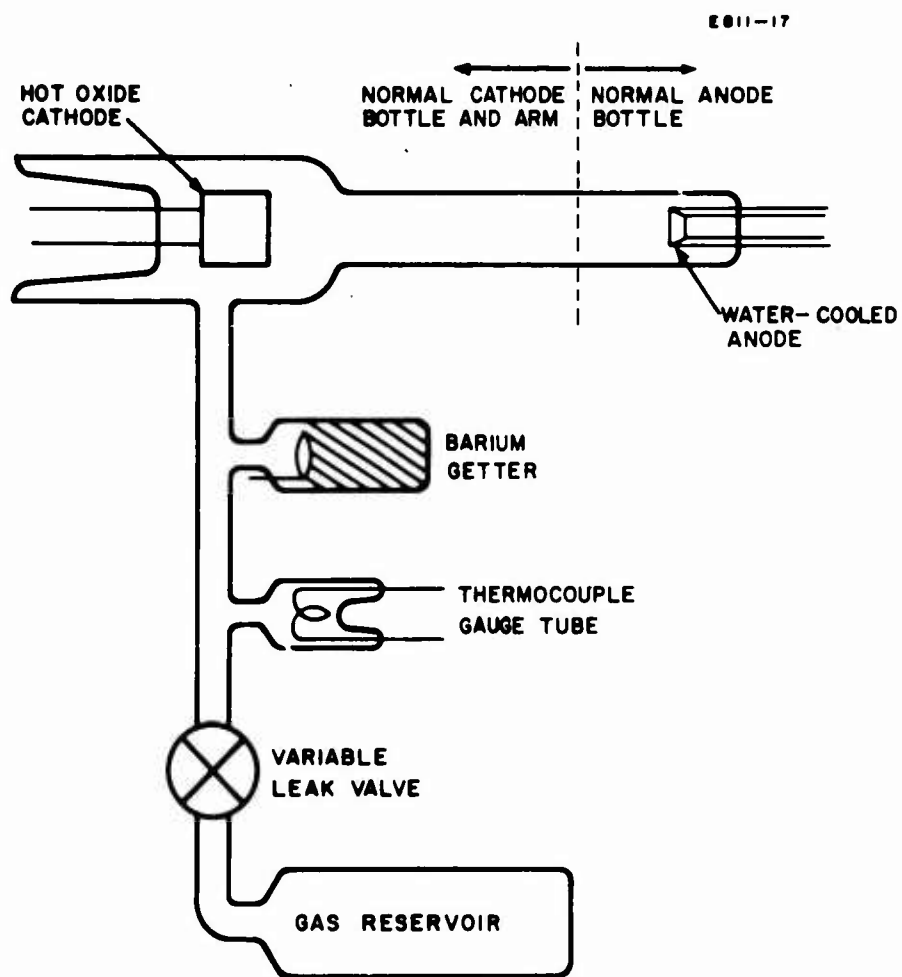 E811-17
HOT OXIDE
CATHODE
NORMAL CATHODE
BOTTLE AND ARM
NORMAL ANODE
BOTTLE
WATER-COOLED
ANODE
BARIUM
GETTER
THERMOCOUPLE
GAUGE TUBE
VARIABLE
LEAK VALVE
GAS RESERVOIR